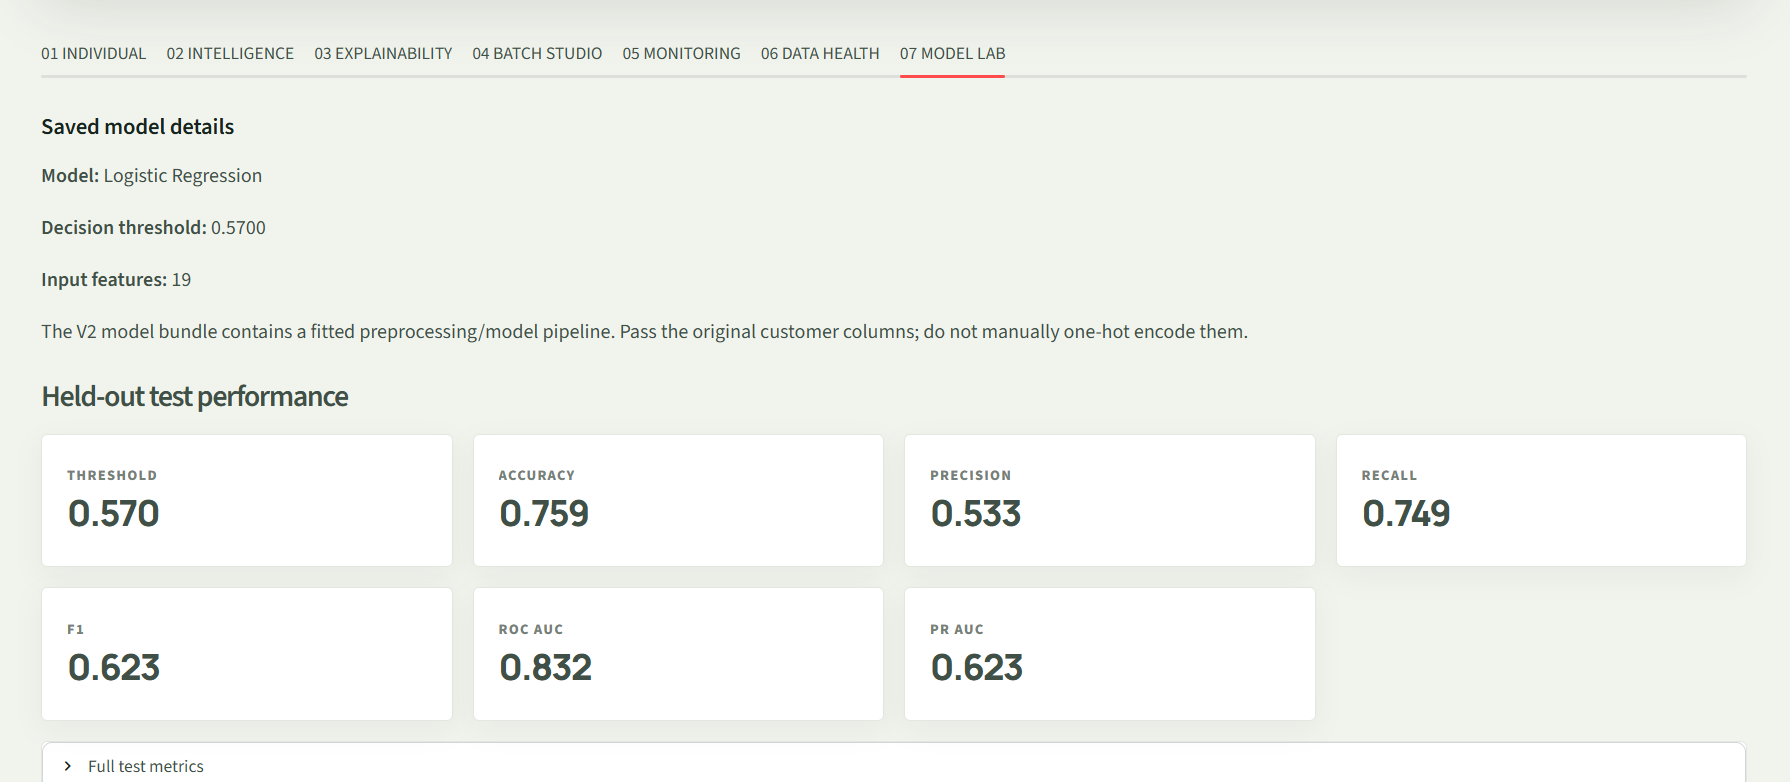 01 INDIVIDUAL 02 INTELLIGENCE 03 EXPLAINABILITY 04 BATCH STUDIO 05 MONITORING 06 DATA HEALTH 07 MODEL LAB
Saved model details
Model: Logistic Regression
Decision threshold: 0.5700
Input features: 19
The V2 model bundle contains a fitted preprocessing/model pipeline. Pass the original customer columns; do not manually one-hot encode them.
Held-out test performance
THRESHOLD
0.570
ACCURACY
0.759
PRECISION
0.533
RECALL
0.749
F1
0.623
ROC AUC
0.832
PR AUC
0.623
Full test metrics